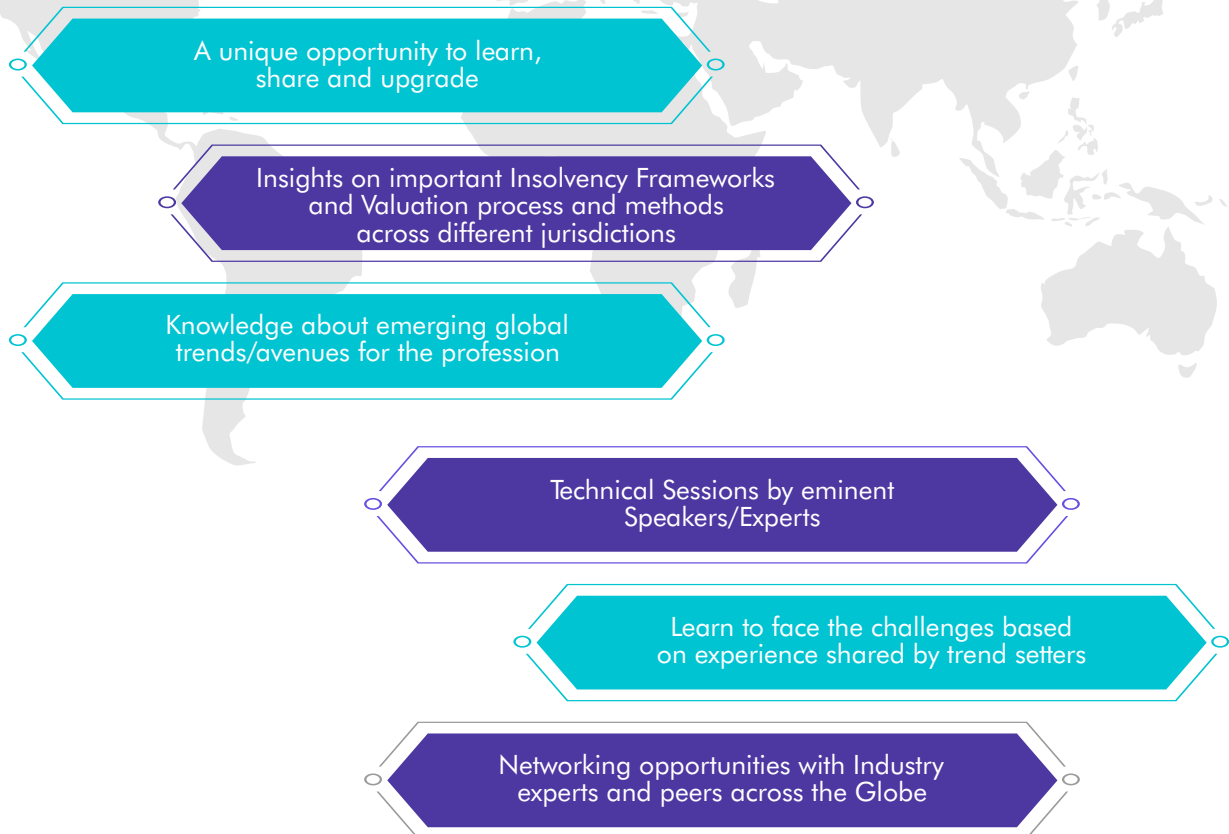 A unique opportunity to learn,
share and upgrade
Insights on important Insolvency Frameworks
and Valuation process and methods
across different jurisdictions
Knowledge about emerging global
trends/avenues for the profession
Technical Sessions by eminent
Speakers/Experts
Learn to face the challenges based
on experience shared by trend setters
Networking opportunities with Industry
experts and peers across the Globe